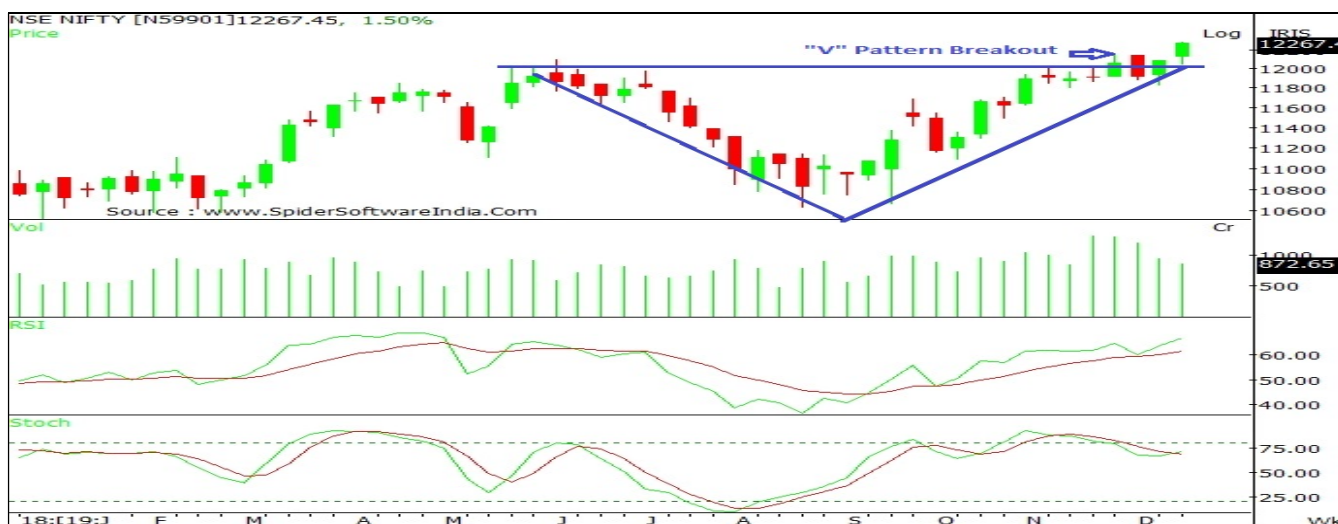 NSE NIFTY [N59901]12267.45, 1.50%
Price
Log IRIS
"V" Pattern Breakout
12267.4
12000
11800
11600
11400
11200
11000
10800
10600
Source : www.SpiderSoftwareIndia.Com
Vol
Cr
1000
872.65
500
RSI
60.00
50.00
40.00
Stoch
75.00
50.00
25.00
'18:['19:J F M A M J J A S O N D Wk